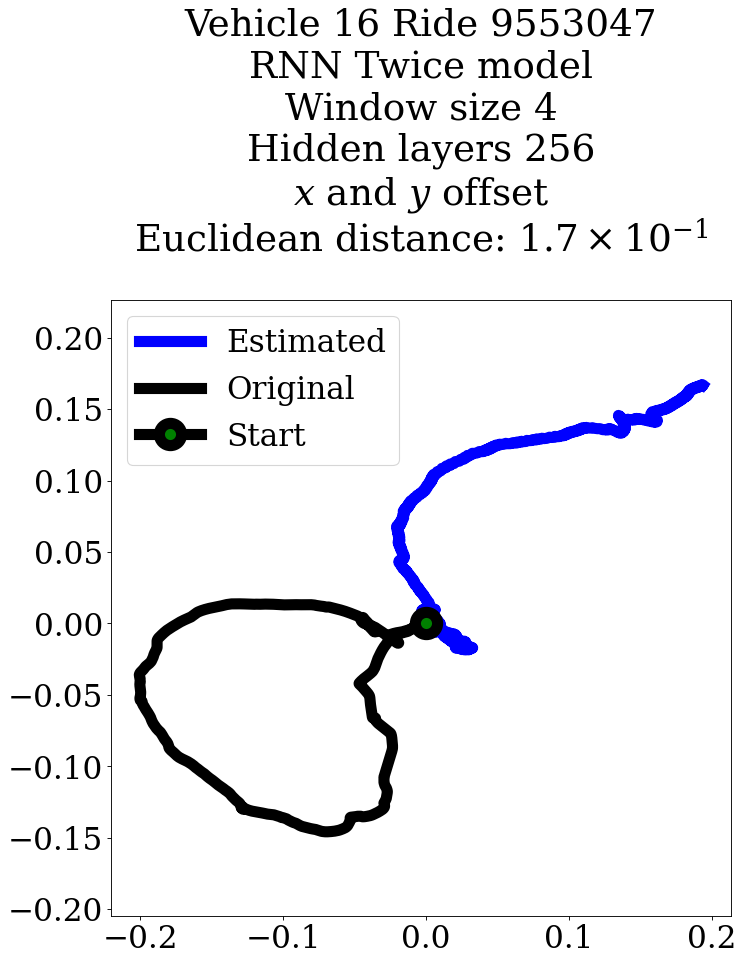 Vehicle 16 Ride 9553047
RNN Twice model
Window size 4
Hidden layers 256
x and y offset
Euclidean distance: 1.7 × 10⁻¹
Estimated
Original
Start
0.20
0.15
0.10
0.05
0.00
−0.05
−0.10
−0.15
−0.20
−0.2 −0.1 0.0 0.1 0.2